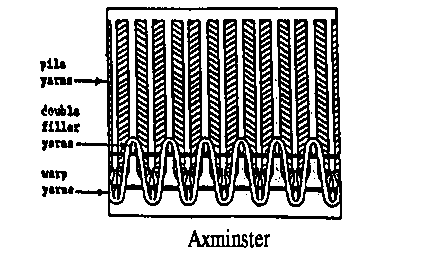 pile
yarns
double
filler
yarns
warp
yarns
Axminster